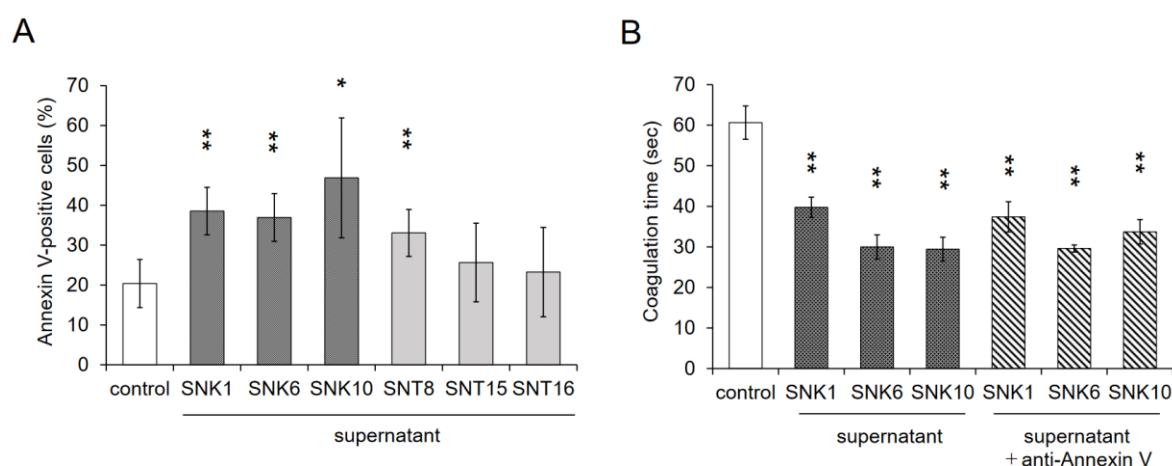 A
Annexin V-positive cells (%)
70
60
50
40
30
20
10
0
** ** * **
control SNK1 SNK6 SNK10 SNT8 SNT15 SNT16
supernatant
B
Coagulation time (sec)
70
60
50
40
30
20
10
0
** ** ** ** ** **
control SNK1 SNK6 SNK10 SNK1 SNK6 SNK10
supernatant supernatant
+ anti-Annexin V